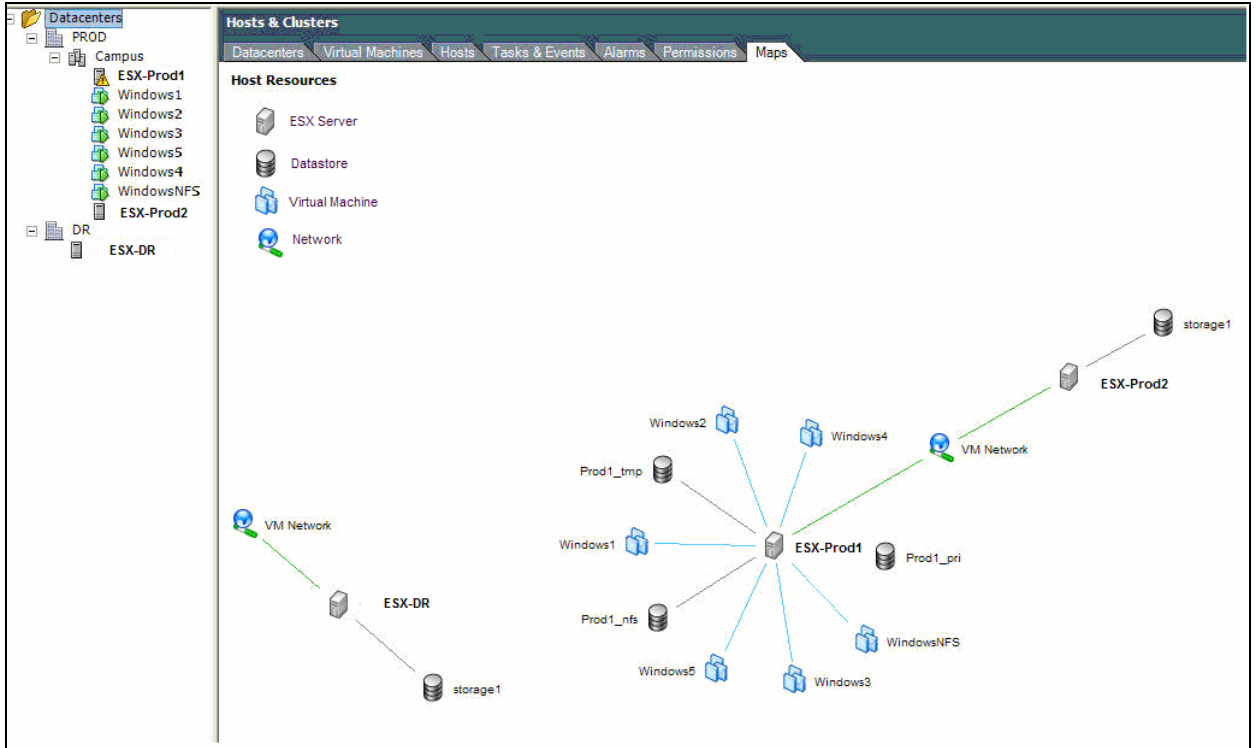 Datacenters
PROD
Campus
ESX-Prod1
Windows1
Windows2
Windows3
Windows5
Windows4
WindowsNFS
ESX-Prod2
DR
ESX-DR
Hosts & Clusters
Datacenters Virtual Machines Hosts Tasks & Events Alarms Permissions Maps
Host Resources
ESX Server
Datastore
Virtual Machine
Network
storage1
ESX-Prod2
Windows2
Windows4
VM Network
Prod1_tmp
VM Network
Windows1
ESX-Prod1
Prod1_pri
ESX-DR
Prod1_nfs
WindowsNFS
Windows5
Windows3
storage1